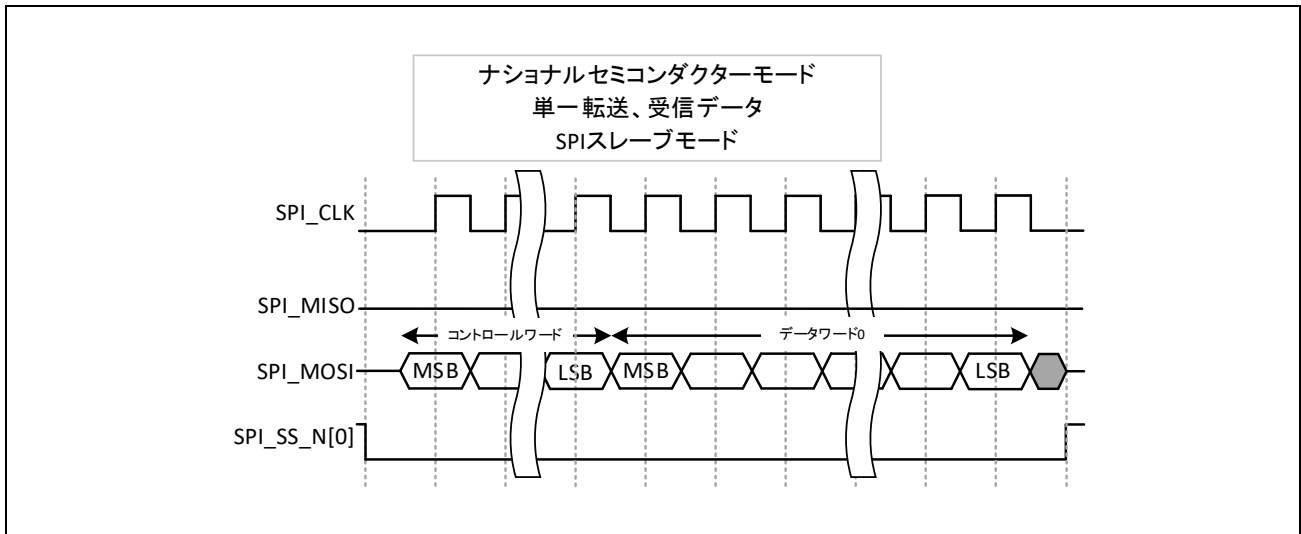 ナショナルセミコンダクターモード
単一転送、受信データ
SPIスレーブモード
SPI_CLK
SPI_MISO
コントロールワード データワード0
SPI_MOSI MSB LSB MSB LSB
SPI_SS_N[0]